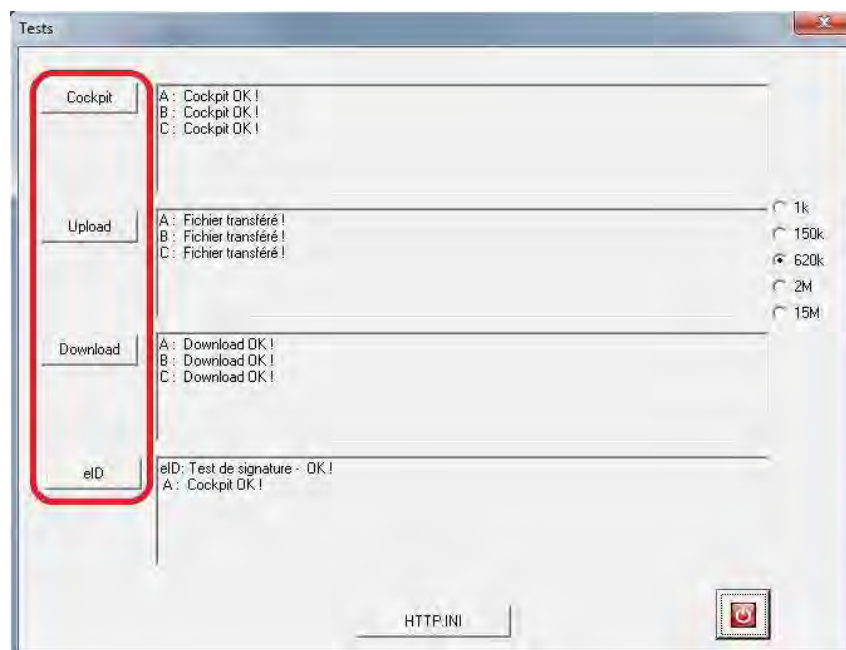 Tests
Cockpit
A : Cockpit OK !
B : Cockpit OK !
C : Cockpit OK !
Upload
A : Fichier transféré !
B : Fichier transféré !
C : Fichier transféré !
1k
150k
620k
2M
15M
Download
A : Download OK !
B : Download OK !
C : Download OK !
eID
eID: Test de signature - OK !
A : Cockpit OK !
HTTP.INI